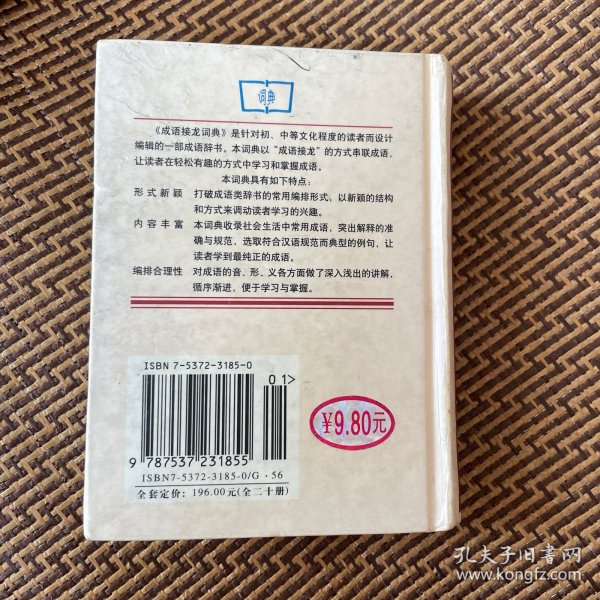 词典
《成语接龙词典》是针对初、中等文化程度的读者而设计
编辑的一部成语辞书。本词典以“成语接龙”的方式串联成语，
让读者在轻松有趣的方式中学习和掌握成语。
本词典具有如下特点：
形式新颖 打破成语类辞书的常用编排形式，以新颖的结构
和方式来调动读者学习的兴趣。
内容丰富 本词典收录社会生活中常用成语，突出解释的准
确与规范，选取符合汉语规范而典型的例句，让
读者学到最纯正的成语。
编排合理性 对成语的音、形、义各方面做了深入浅出的讲解，
循序渐进，便于学习与掌握。
ISBN 7-5372-3185-0
01>
9 787537 231855
ISBN7-5372-3185-0/G·56
全套定价：196.00元(全二十册)
¥9.80元
孔夫子旧书网
www.kongfz.com